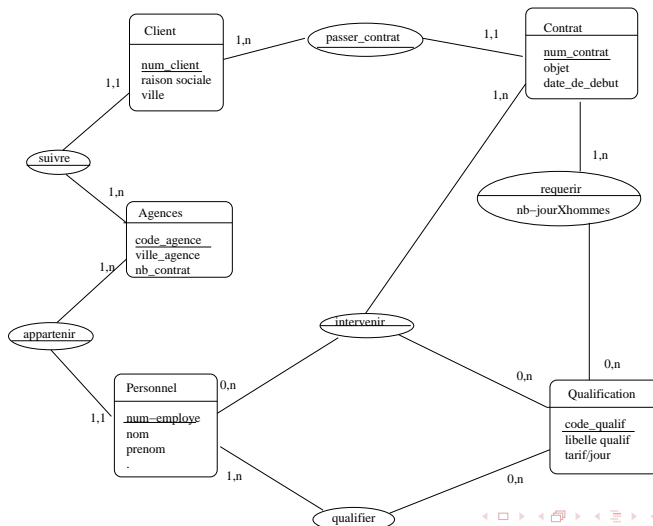 Client
num_client
raison sociale
ville
1,n
passer_contrat
1,1
Contrat
num_contrat
objet
date_de_debut
1,1
1,n
suivre
1,n
1,n
requerir
nb-jourXhommes
Agences
code_agence
ville_agence
nb_contrat
1,n
appartenir
intervenir
Personnel
num-employe
nom
prenom
.
1,1
0,n
0,n
0,n
Qualification
code_qualif
libelle qualif
tarif/jour
1,n
0,n
qualifier